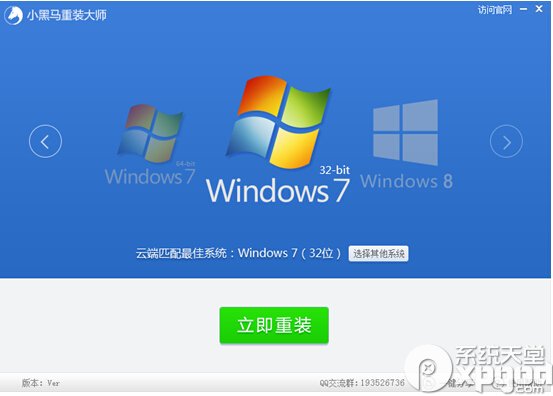 小黑马重装大师
访问官网
64-bit
Windows 7
32-bit
Windows 7
Windows 8
云端匹配最佳系统：Windows 7（32位）
选择其他系统
立即重装
系统天堂
版本：Ver
QQ交流群:193526736